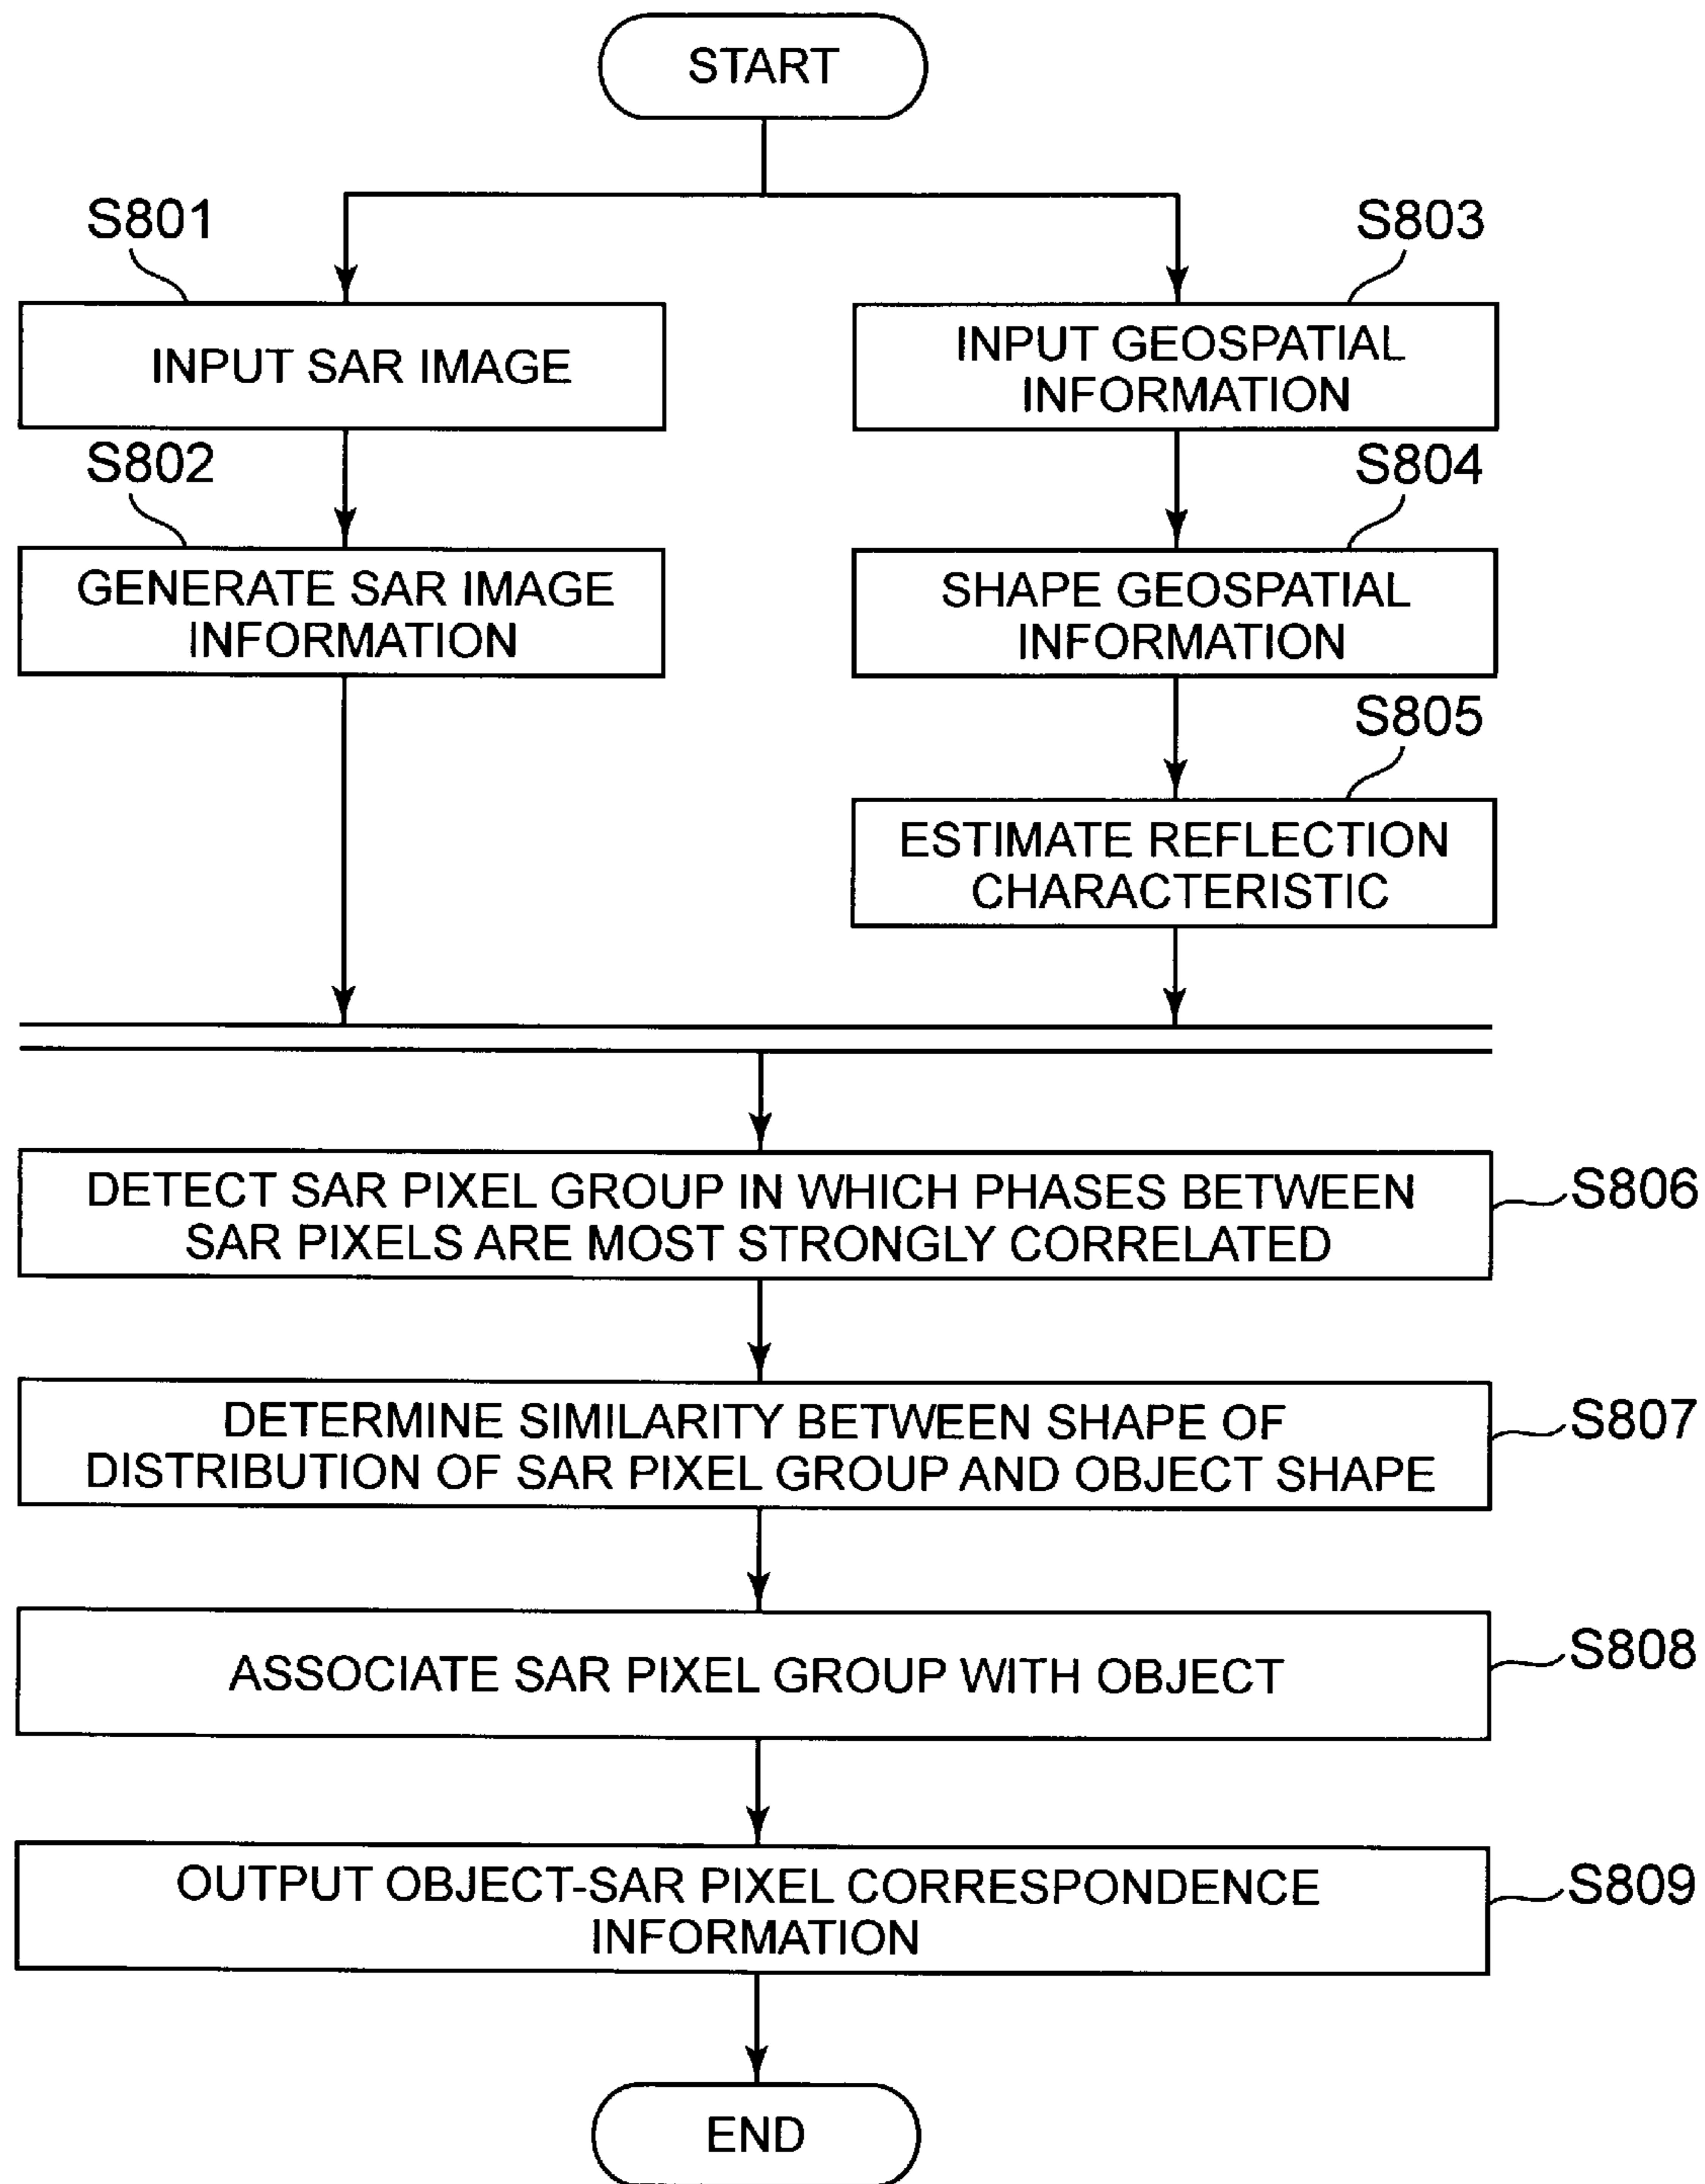 START
S801
S803
INPUT SAR IMAGE
INPUT GEOSPATIAL
INFORMATION
S802
S804
GENERATE SAR IMAGE
INFORMATION
SHAPE GEOSPATIAL
INFORMATION
S805
ESTIMATE REFLECTION
CHARACTERISTIC
DETECT SAR PIXEL GROUP IN WHICH PHASES BETWEEN
SAR PIXELS ARE MOST STRONGLY CORRELATED
S806
DETERMINE SIMILARITY BETWEEN SHAPE OF
DISTRIBUTION OF SAR PIXEL GROUP AND OBJECT SHAPE
S807
ASSOCIATE SAR PIXEL GROUP WITH OBJECT
S808
OUTPUT OBJECT-SAR PIXEL CORRESPONDENCE
INFORMATION
S809
END